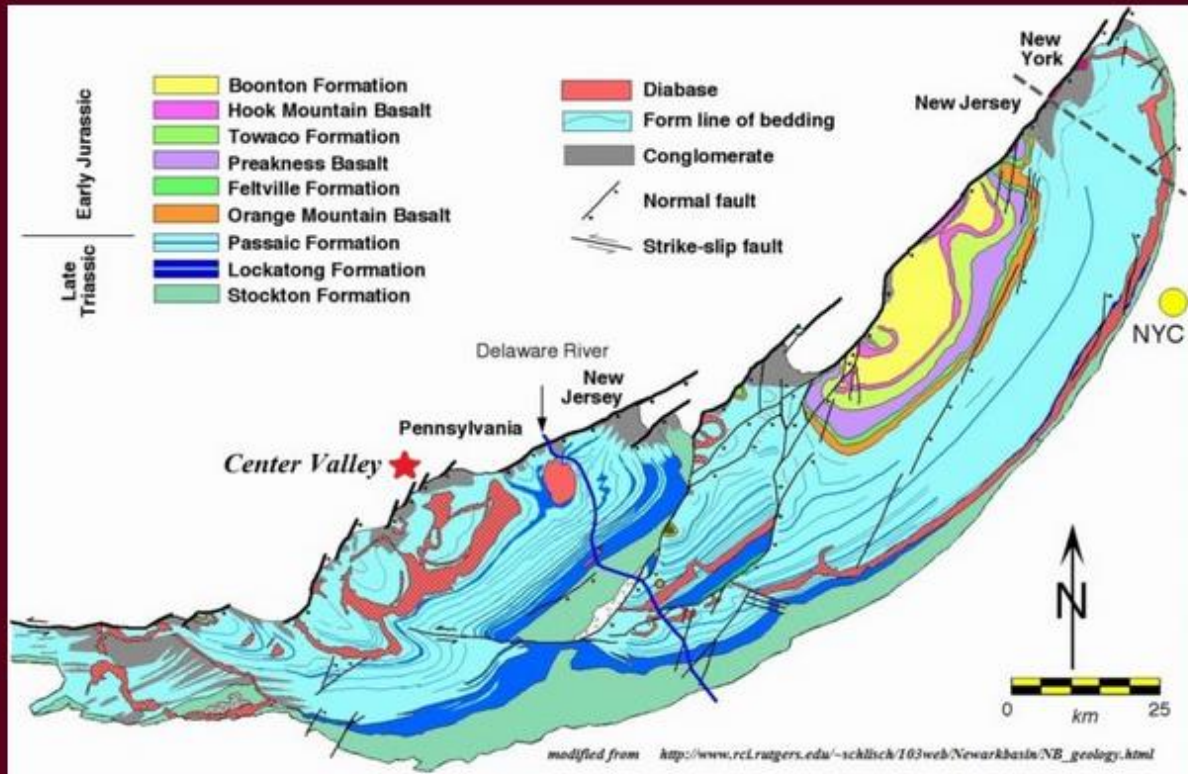 Early Jurassic
Late
Triassic
Boonton Formation
Hook Mountain Basalt
Towaco Formation
Preakness Basalt
Feltville Formation
Orange Mountain Basalt
Passaic Formation
Lockatong Formation
Stockton Formation
Diabase
Form line of bedding
Conglomerate
Normal fault
Strike-slip fault
New
York
New Jersey
NYC
Delaware River
New
Jersey
Pennsylvania
Center Valley
N
0 25
km
modified from http://www.rci.rutgers.edu/~schlisch/103web/Newarkbasin/NB_geology.html